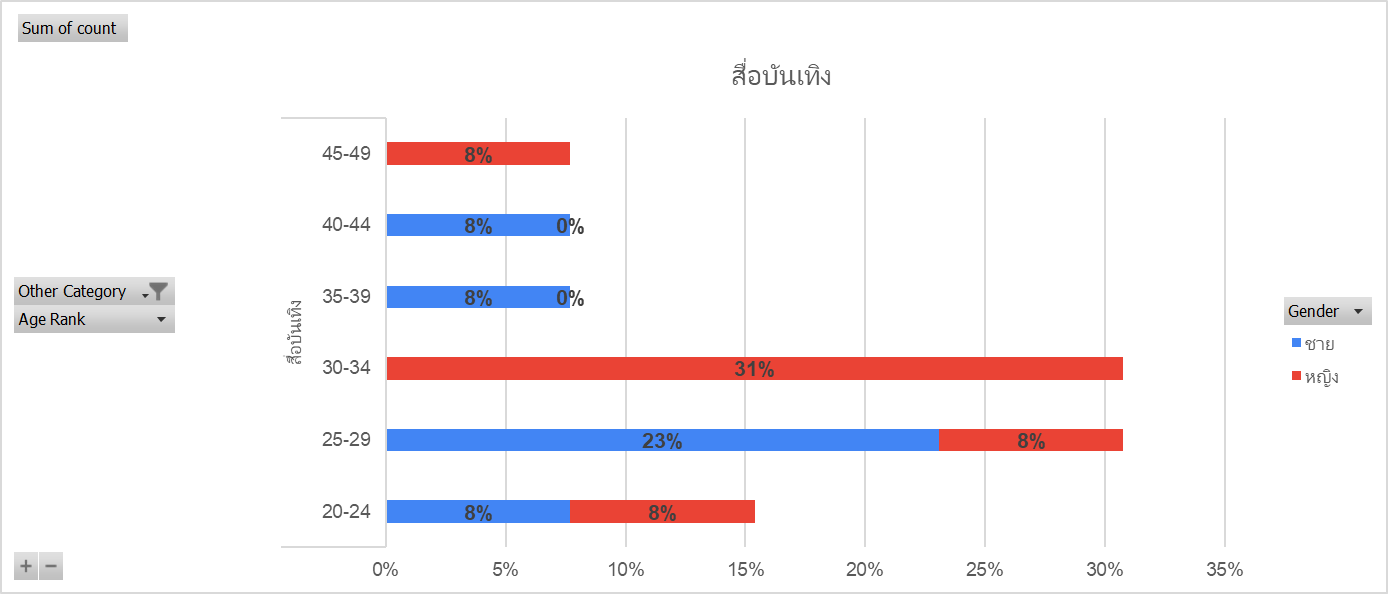 Sum of count
สื่อบันเทิง
45-49
8%
40-44
8% 0%
Other Category
35-39
8% 0%
Age Rank
สื่อบันเทิง
Gender
ชาย
30-34
31%
หญิง
25-29
23% 8%
20-24
8% 8%
+ −
0% 5% 10% 15% 20% 25% 30% 35%